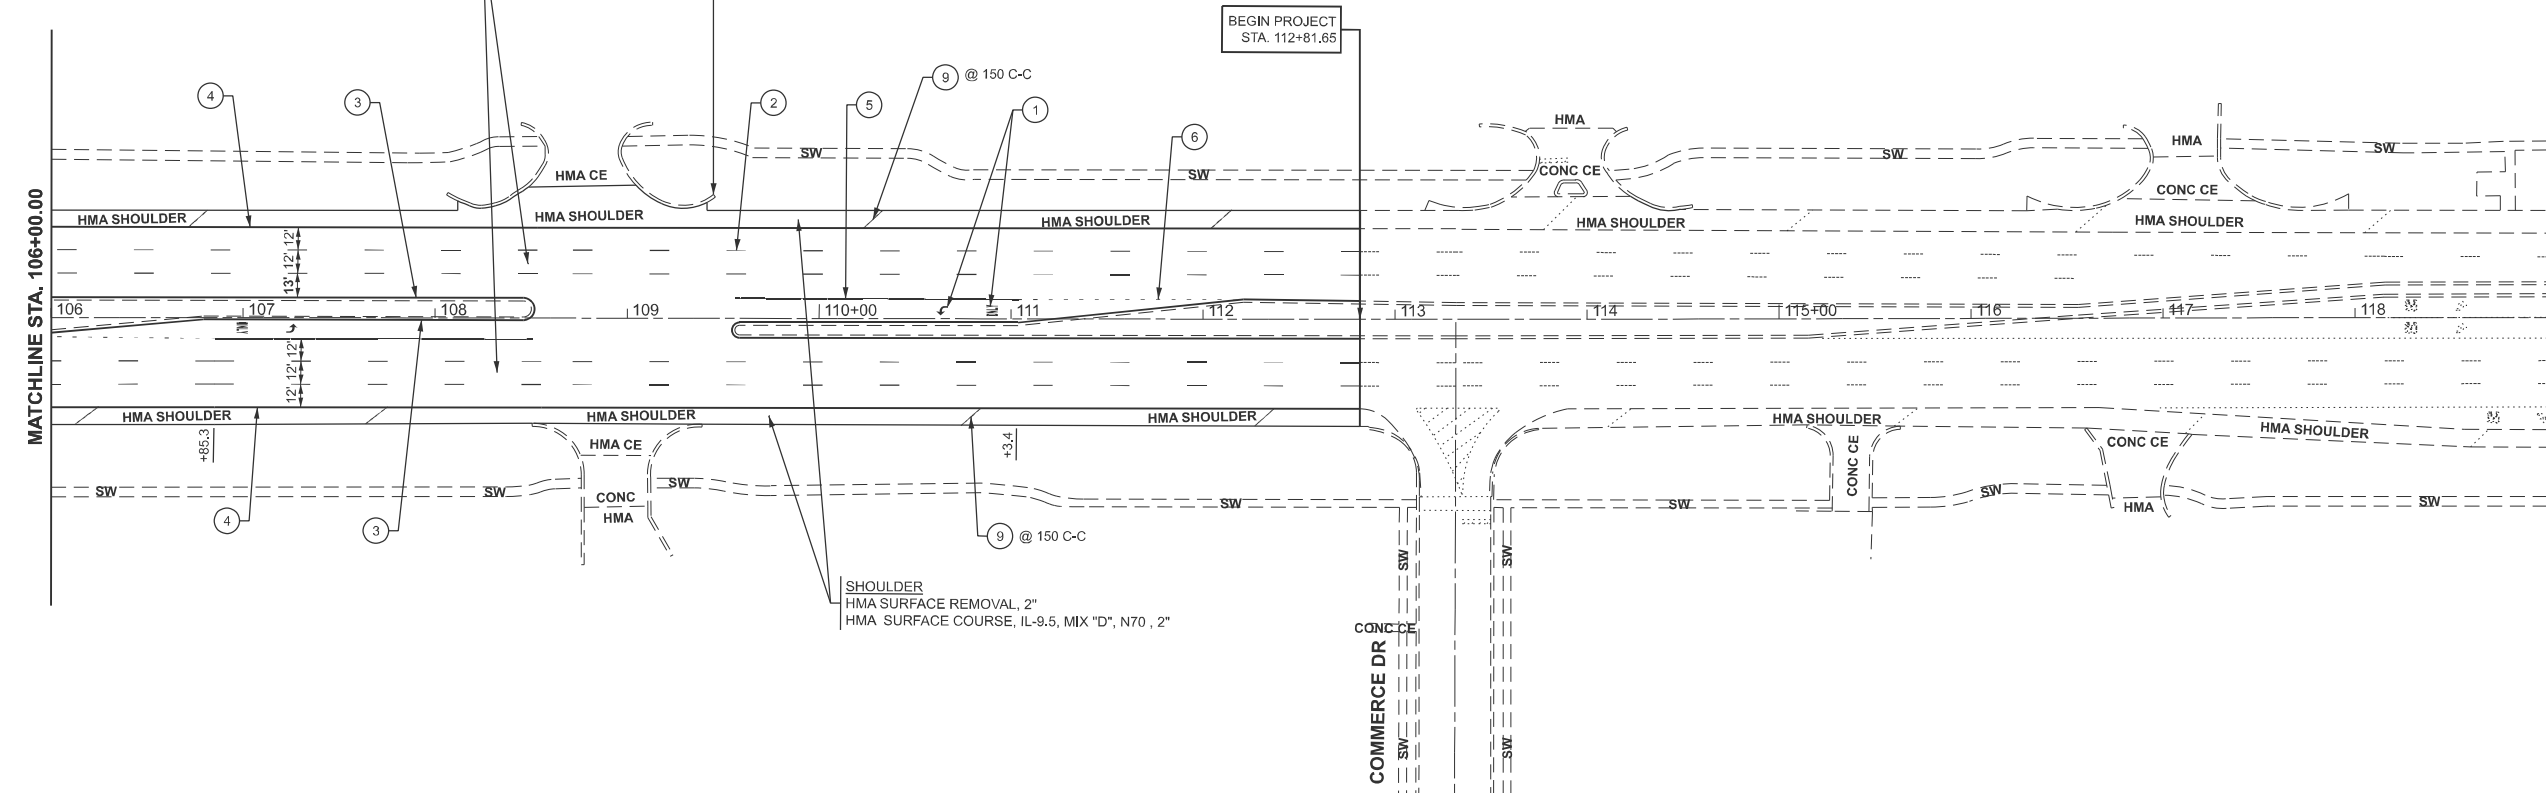 BEGIN PROJECT
STA. 112+81.65
4
3
9 @ 150 C-C
2
5
1
6
HMA
HMA
SW
SW
SW
SW
HMA CE
CONC CE
CONC CE
MATCHLINE STA. 106+00.00
HMA SHOULDER
HMA SHOULDER
HMA SHOULDER
HMA SHOULDER
HMA SHOULDER
12'
12'
13'
106
107
108
109
110+00
111
112
113
114
115+00
116
117
118
12'
12'
12'
HMA SHOULDER
HMA SHOULDER
HMA SHOULDER
HMA SHOULDER
HMA SHOULDER
+85.3
+3.4
HMA CE
CONC CE
CONC CE
SW
SW
SW
CONC
HMA
SW
SW
SW
SW
HMA
4
3
9 @ 150 C-C
SW
SW
SHOULDER
HMA SURFACE REMOVAL, 2"
HMA SURFACE COURSE, IL-9.5, MIX "D", N70 , 2"
CONC CE
COMMERCE DR
SW
SW